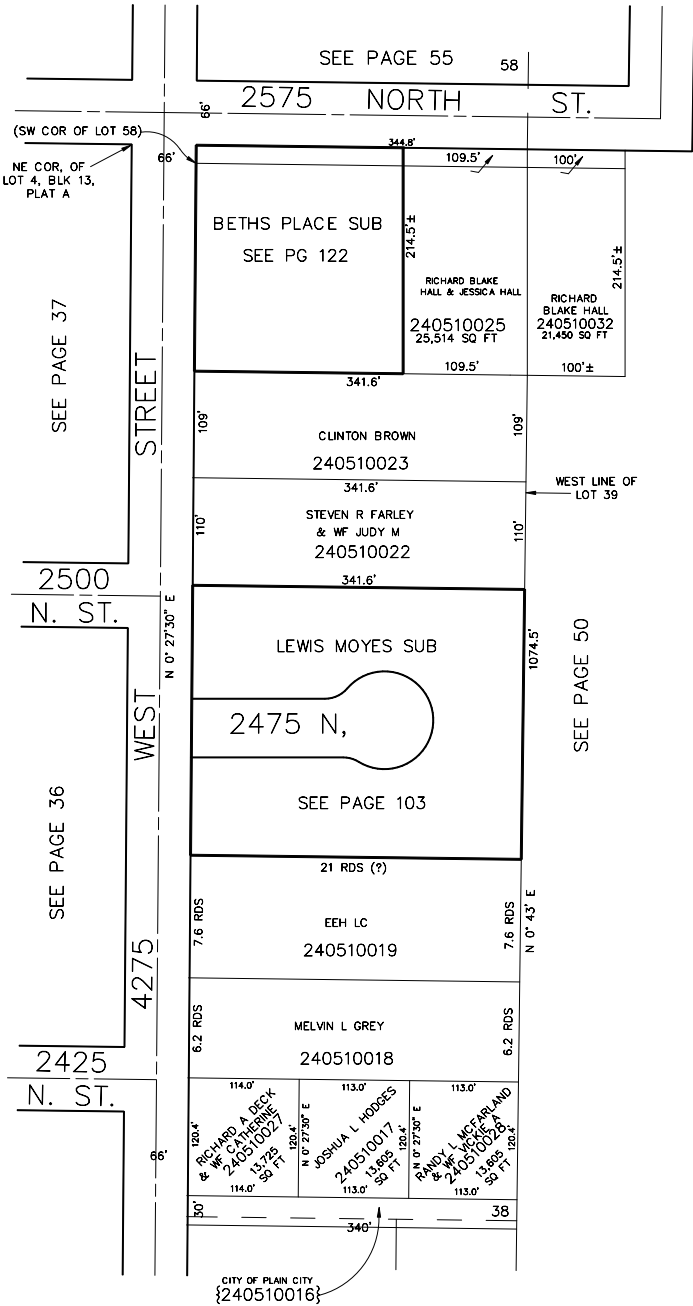 SEE PAGE 55
58
2575 NORTH ST.
66'
(SW COR OF LOT 58)
66'
NE COR, OF
LOT 4, BLK 13,
PLAT A
344.8'
109.5'
100'
BETHS PLACE SUB
SEE PG 122
214.5'±
214.5'±
RICHARD BLAKE
HALL & JESSICA HALL
240510025
25,514 SQ FT
RICHARD
BLAKE HALL
240510032
21,450 SQ FT
109.5'
100'±
341.6'
SEE PAGE 37
STREET
109'
109'
CLINTON BROWN
240510023
341.6'
WEST LINE OF
LOT 39
110'
110'
STEVEN R FARLEY
& WF JUDY M
240510022
341.6'
2500
N. ST.
N 0° 27'30" E
LEWIS MOYES SUB
1074.5'
SEE PAGE 50
WEST
2475 N,
SEE PAGE 103
SEE PAGE 36
21 RDS (?)
7.6 RDS
7.6 RDS
N 0° 43' E
EEH LC
240510019
4275
6.2 RDS
6.2 RDS
MELVIN L GREY
240510018
2425
N. ST.
114.0'
113.0'
113.0'
120.4'
RICHARD A DECK
& WF CATHERINE
240510027
13,725
SQ FT
120.4'
N 0° 27'30" E
JOSHUA L HODGES
240510017
13,605
SQ FT
120.4'
N 0° 27'30" E
RANDY L MCFARLAND
& WF VICKIE A
240510028
13,605
SQ FT
120.4'
114.0'
113.0'
113.0'
66'
30'
38
340'
CITY OF PLAIN CITY
{240510016}